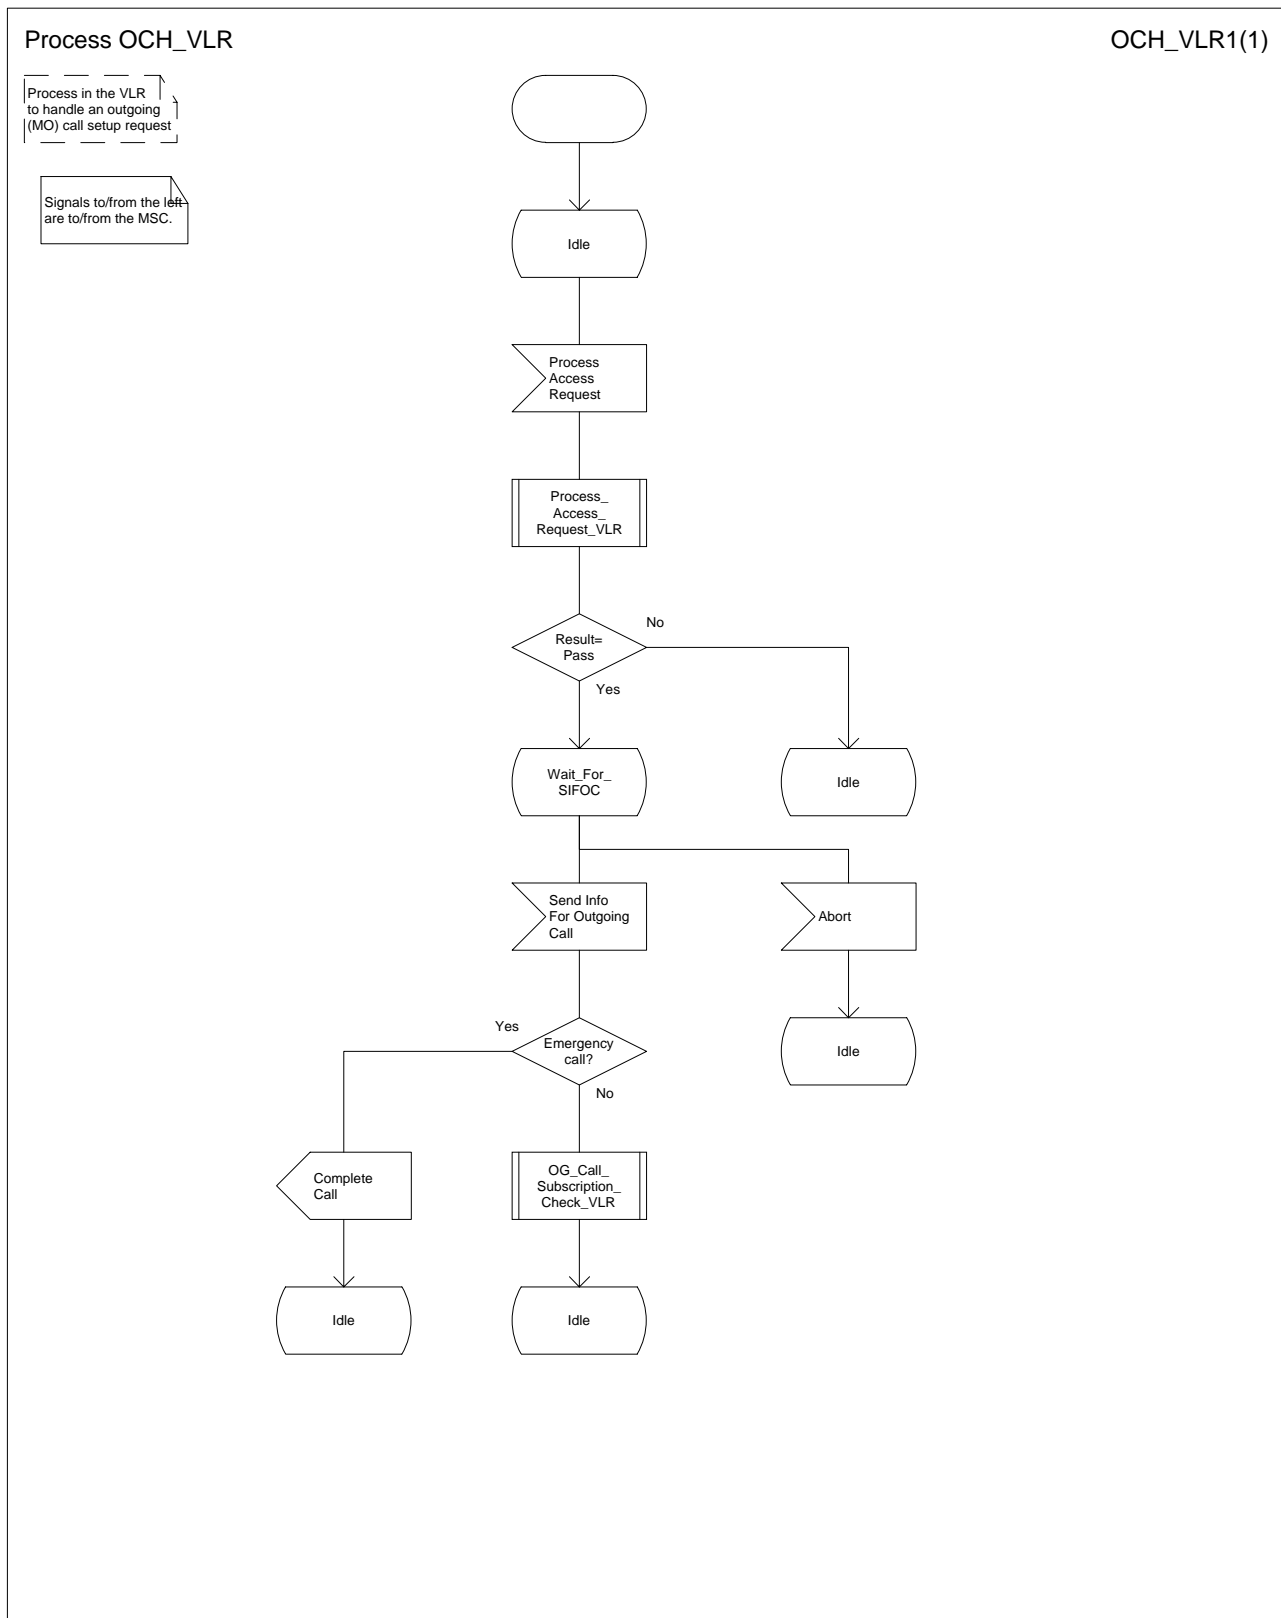 Process OCH_VLR
OCH_VLR1(1)
Process in the VLR
to handle an outgoing
(MO) call setup request
Signals to/from the left
are to/from the MSC.
Idle
Process
Access
Request
Process_
Access_
Request_VLR
Result=
Pass
No
Yes
Wait_For_
SIFOC
Idle
Send Info
For Outgoing
Call
Abort
Yes
Emergency
call?
Idle
No
Complete
Call
OG_Call_
Subscription_
Check_VLR
Idle
Idle